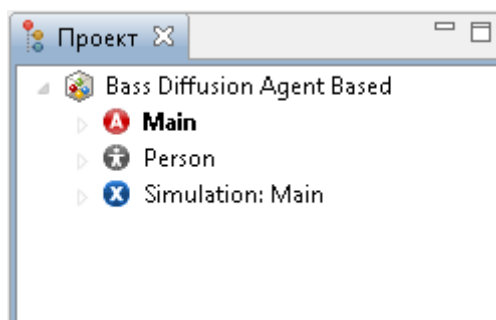 Проект
Bass Diffusion Agent Based
Main
Person
Simulation: Main